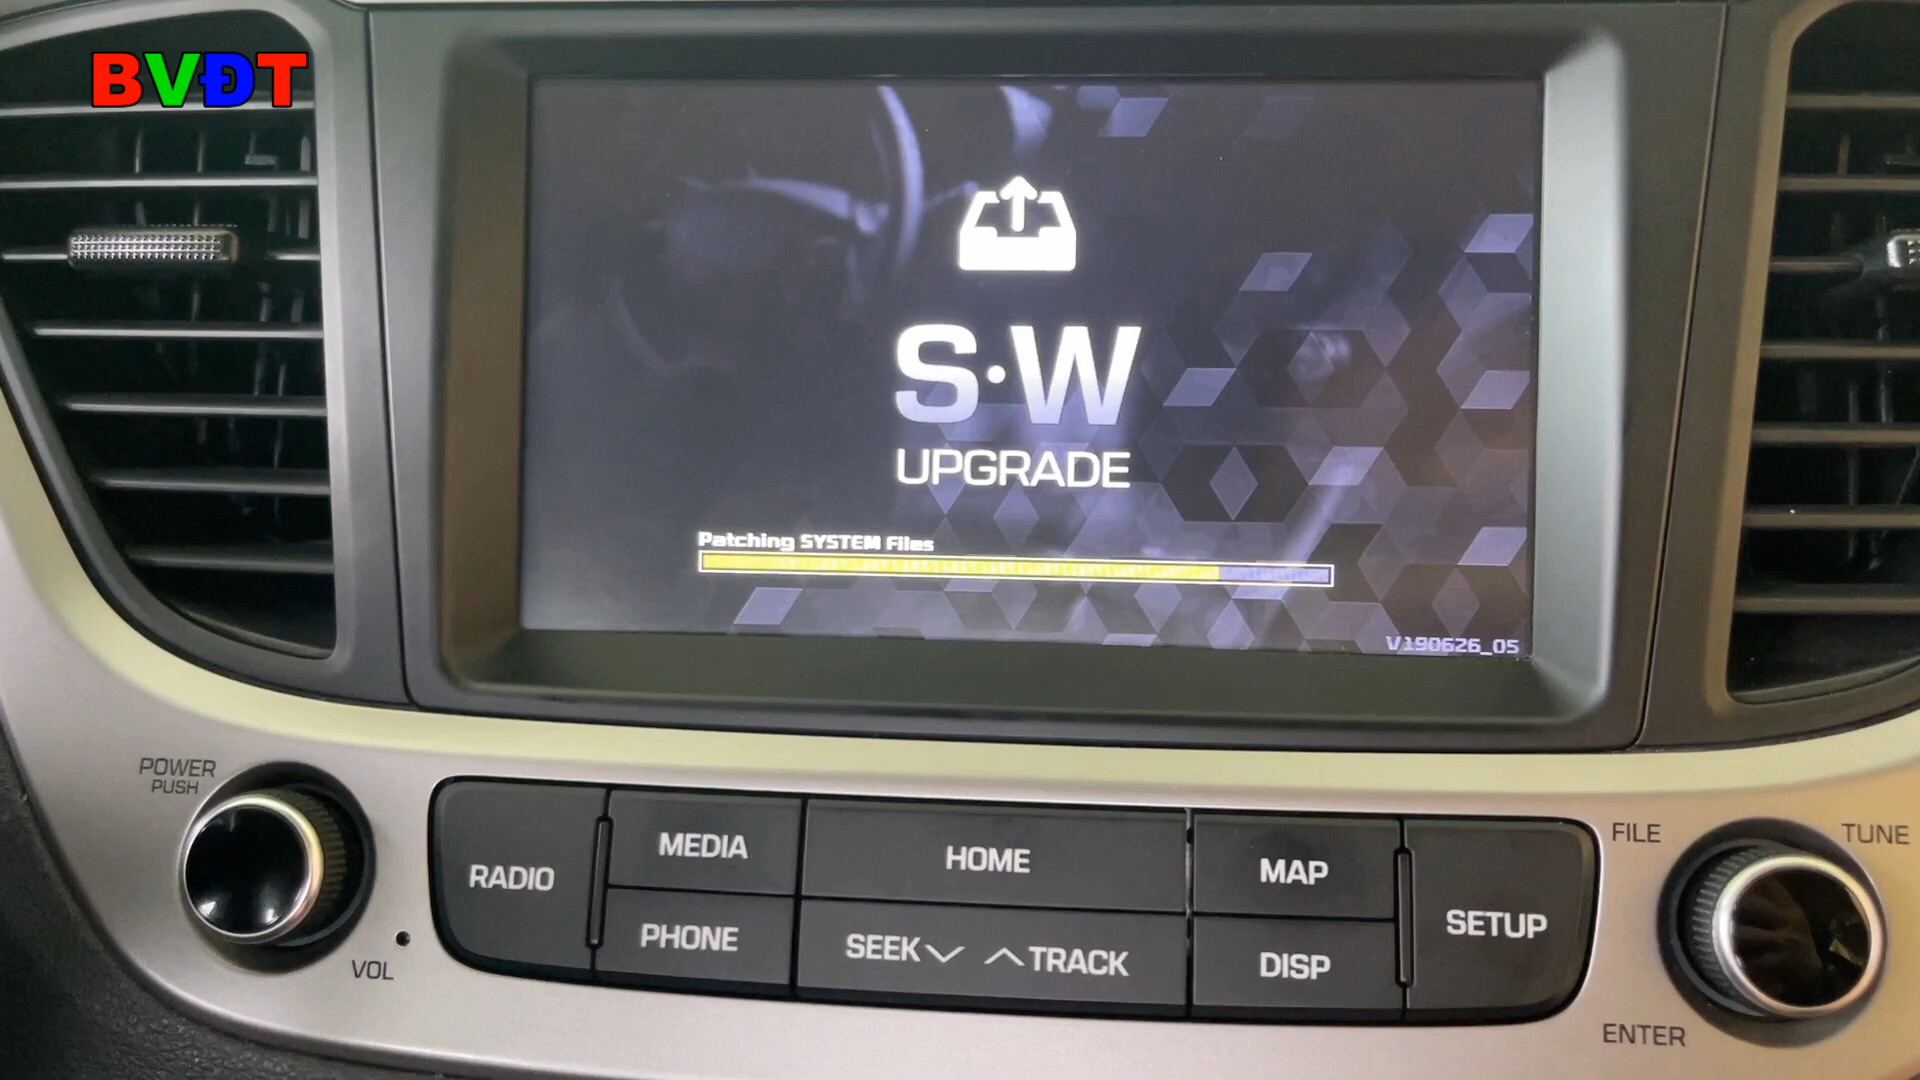 BVĐT
S·W
UPGRADE
Patching SYSTEM Files
V190626_05
POWER
PUSH
VOL
RADIO
MEDIA
PHONE
HOME
SEEK TRACK
MAP
DISP
SETUP
FILE
TUNE
ENTER